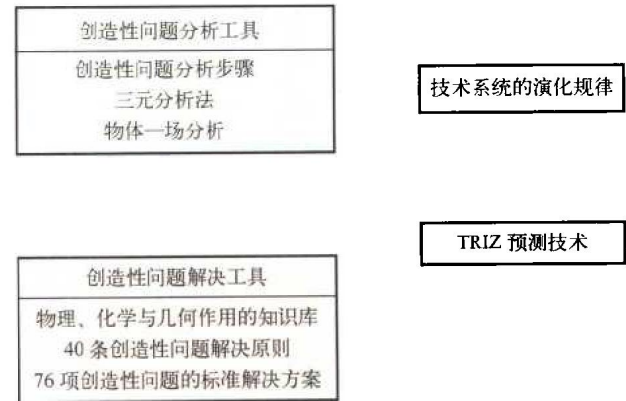 创造性问题分析工具
创造性问题分析步骤
三元分析法
物体—场分析
技术系统的演化规律
TRIZ 预测技术
创造性问题解决工具
物理、化学与几何作用的知识库
40 条创造性问题解决原则
76 项创造性问题的标准解决方案